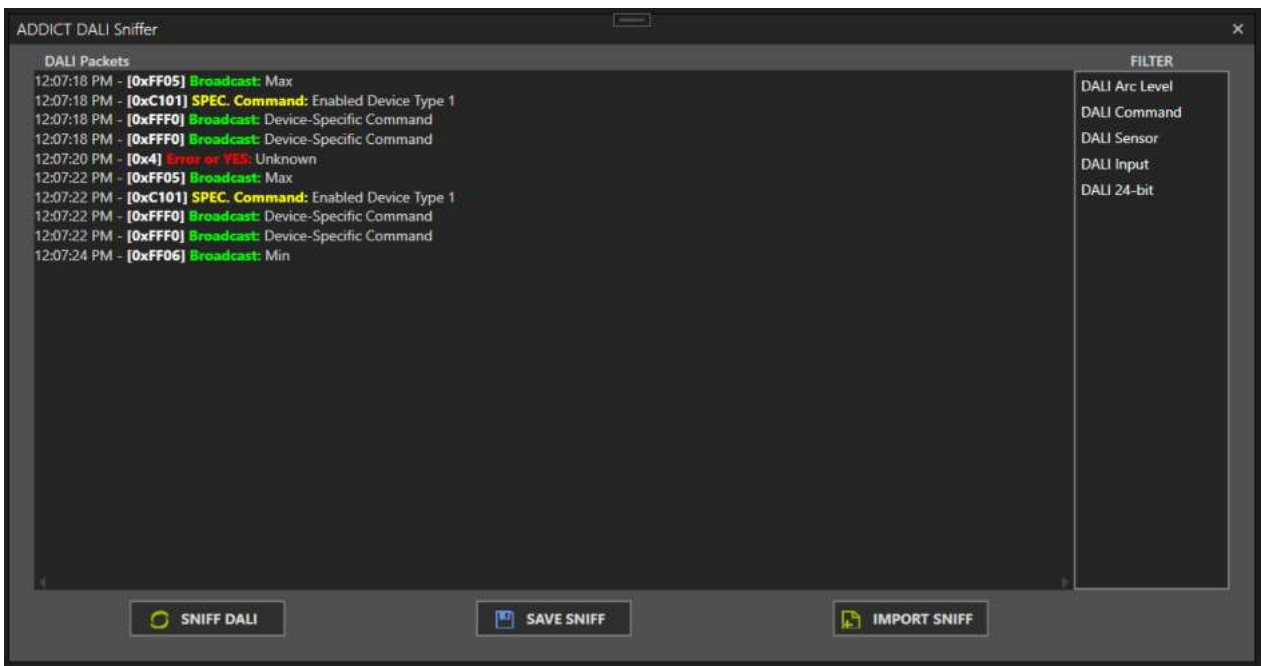 ADDICT DALI Sniffer
DALI Packets
FILTER
12:07:18 PM - [0xFF05] Broadcast: Max
12:07:18 PM - [0xC101] SPEC. Command: Enabled Device Type 1
12:07:18 PM - [0xFFF0] Broadcast: Device-Specific Command
12:07:18 PM - [0xFFF0] Broadcast: Device-Specific Command
12:07:20 PM - [0x4] Error or YES: Unknown
12:07:22 PM - [0xFF05] Broadcast: Max
12:07:22 PM - [0xC101] SPEC. Command: Enabled Device Type 1
12:07:22 PM - [0xFFF0] Broadcast: Device-Specific Command
12:07:22 PM - [0xFFF0] Broadcast: Device-Specific Command
12:07:24 PM - [0xFF06] Broadcast: Min
DALI Arc Level
DALI Command
DALI Sensor
DALI Input
DALI 24-bit
SNIFF DALI
SAVE SNIFF
IMPORT SNIFF